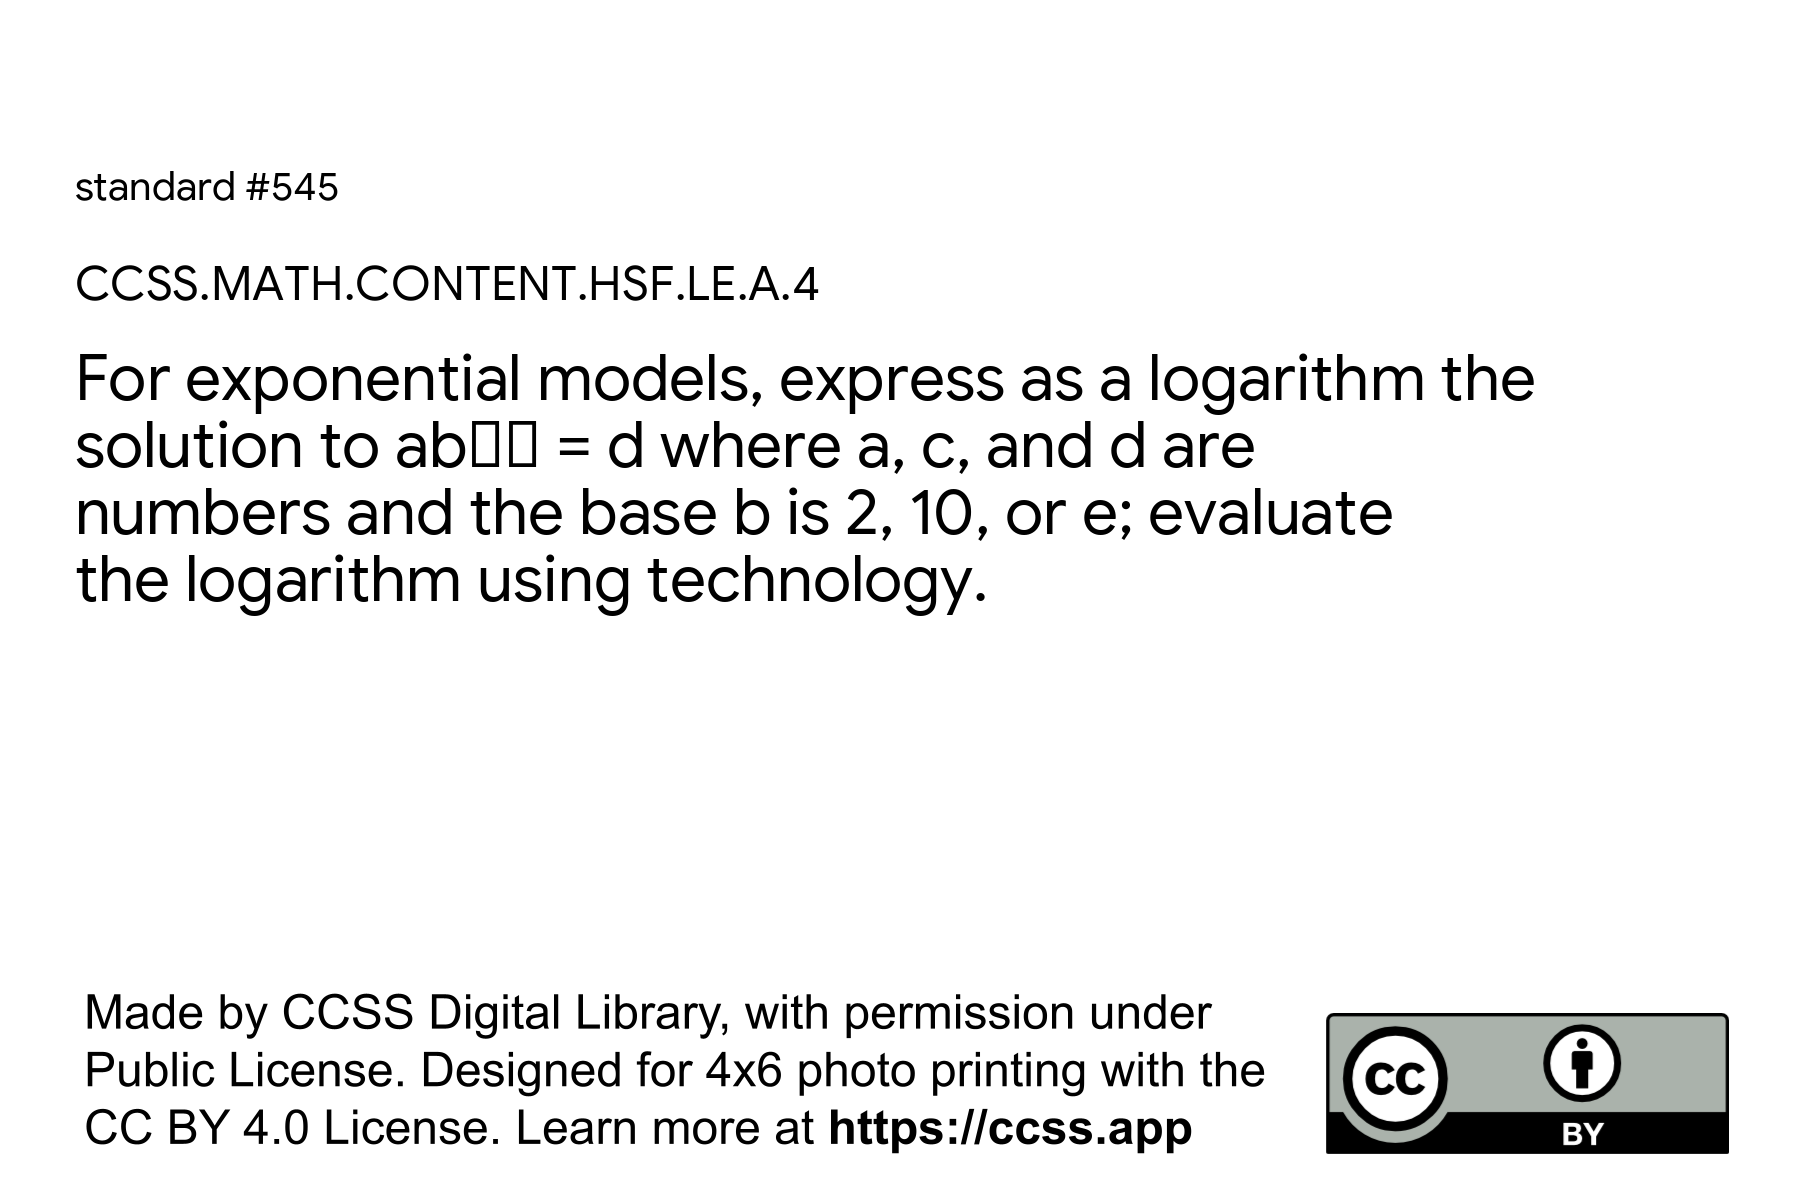 standard #545
CCSS.MATH.CONTENT.HSF.LE.A.4
For exponential models, express as a logarithm the
solution to ab▯▯ = d where a, c, and d are
numbers and the base b is 2, 10, or e; evaluate
the logarithm using technology.
Made by CCSS Digital Library, with permission under
Public License. Designed for 4x6 photo printing with the
CC BY 4.0 License. Learn more at https://ccss.app
CC
BY